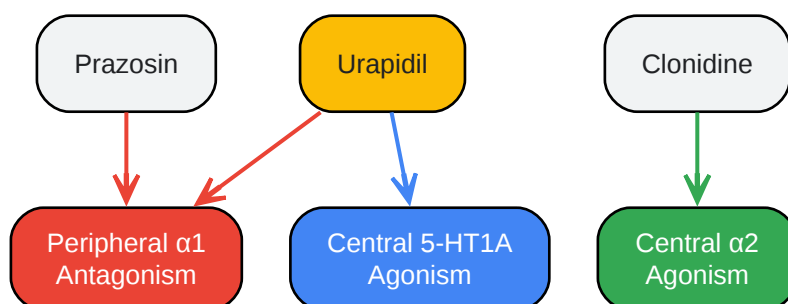 Prazosin
Urapidil
Clonidine
Peripheral α1
Antagonism
Central 5-HT1A
Agonism
Central α2
Agonism